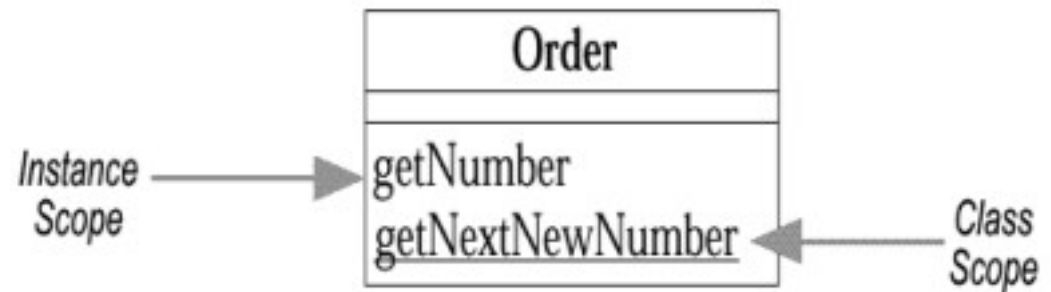 Order
Instance
Scope
getNumber
getNextNewNumber
Class
Scope